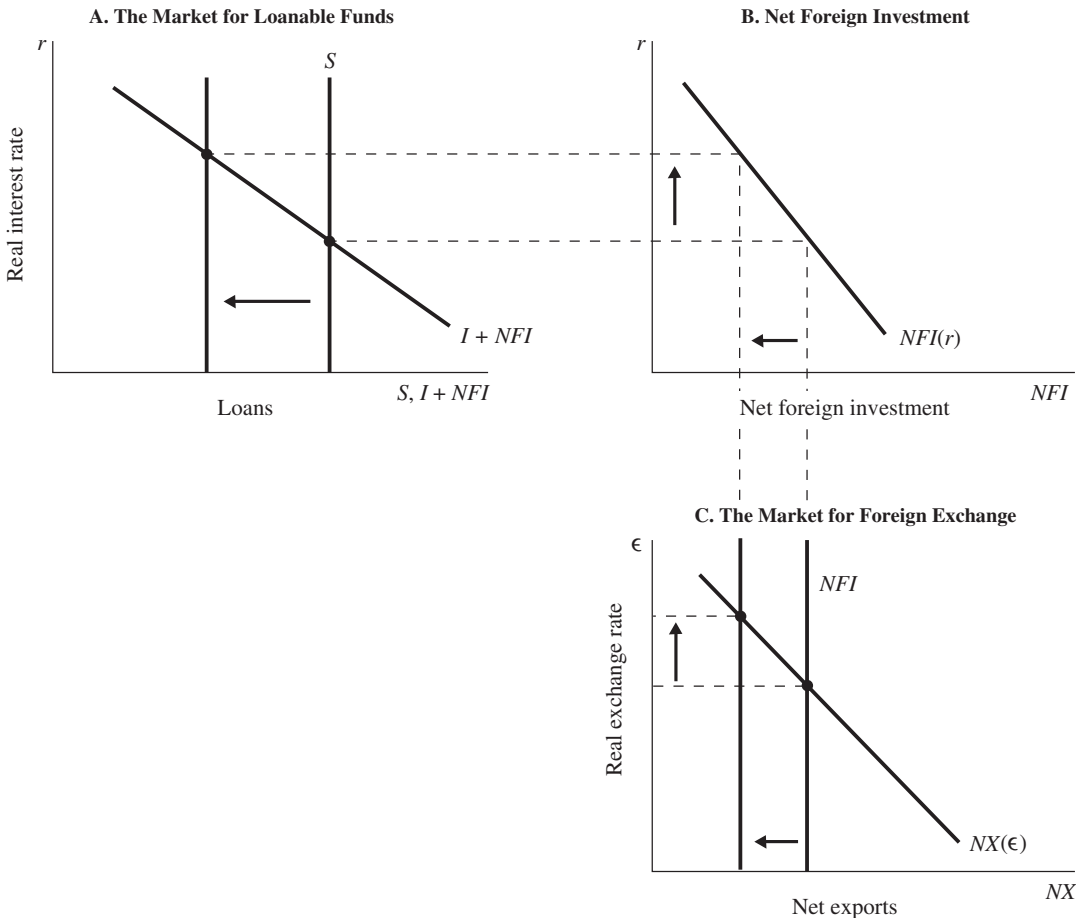 A. The Market for Loanable Funds
r
S
Real interest rate
I + NFI
S, I + NFI
Loans
B. Net Foreign Investment
r
NFI(r)
NFI
Net foreign investment
C. The Market for Foreign Exchange
ϵ
NFI
Real exchange rate
NX(ϵ)
NX
Net exports